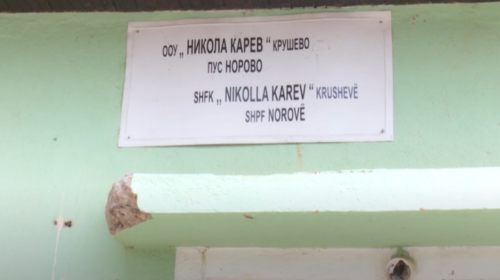 ООУ „ НИКОЛА КАРЕВ “ КРУШЕВО
ПУС НОРОВО
SHFK „ NIKOLLA KAREV “ KRUSHEVË
SHPF NOROVË